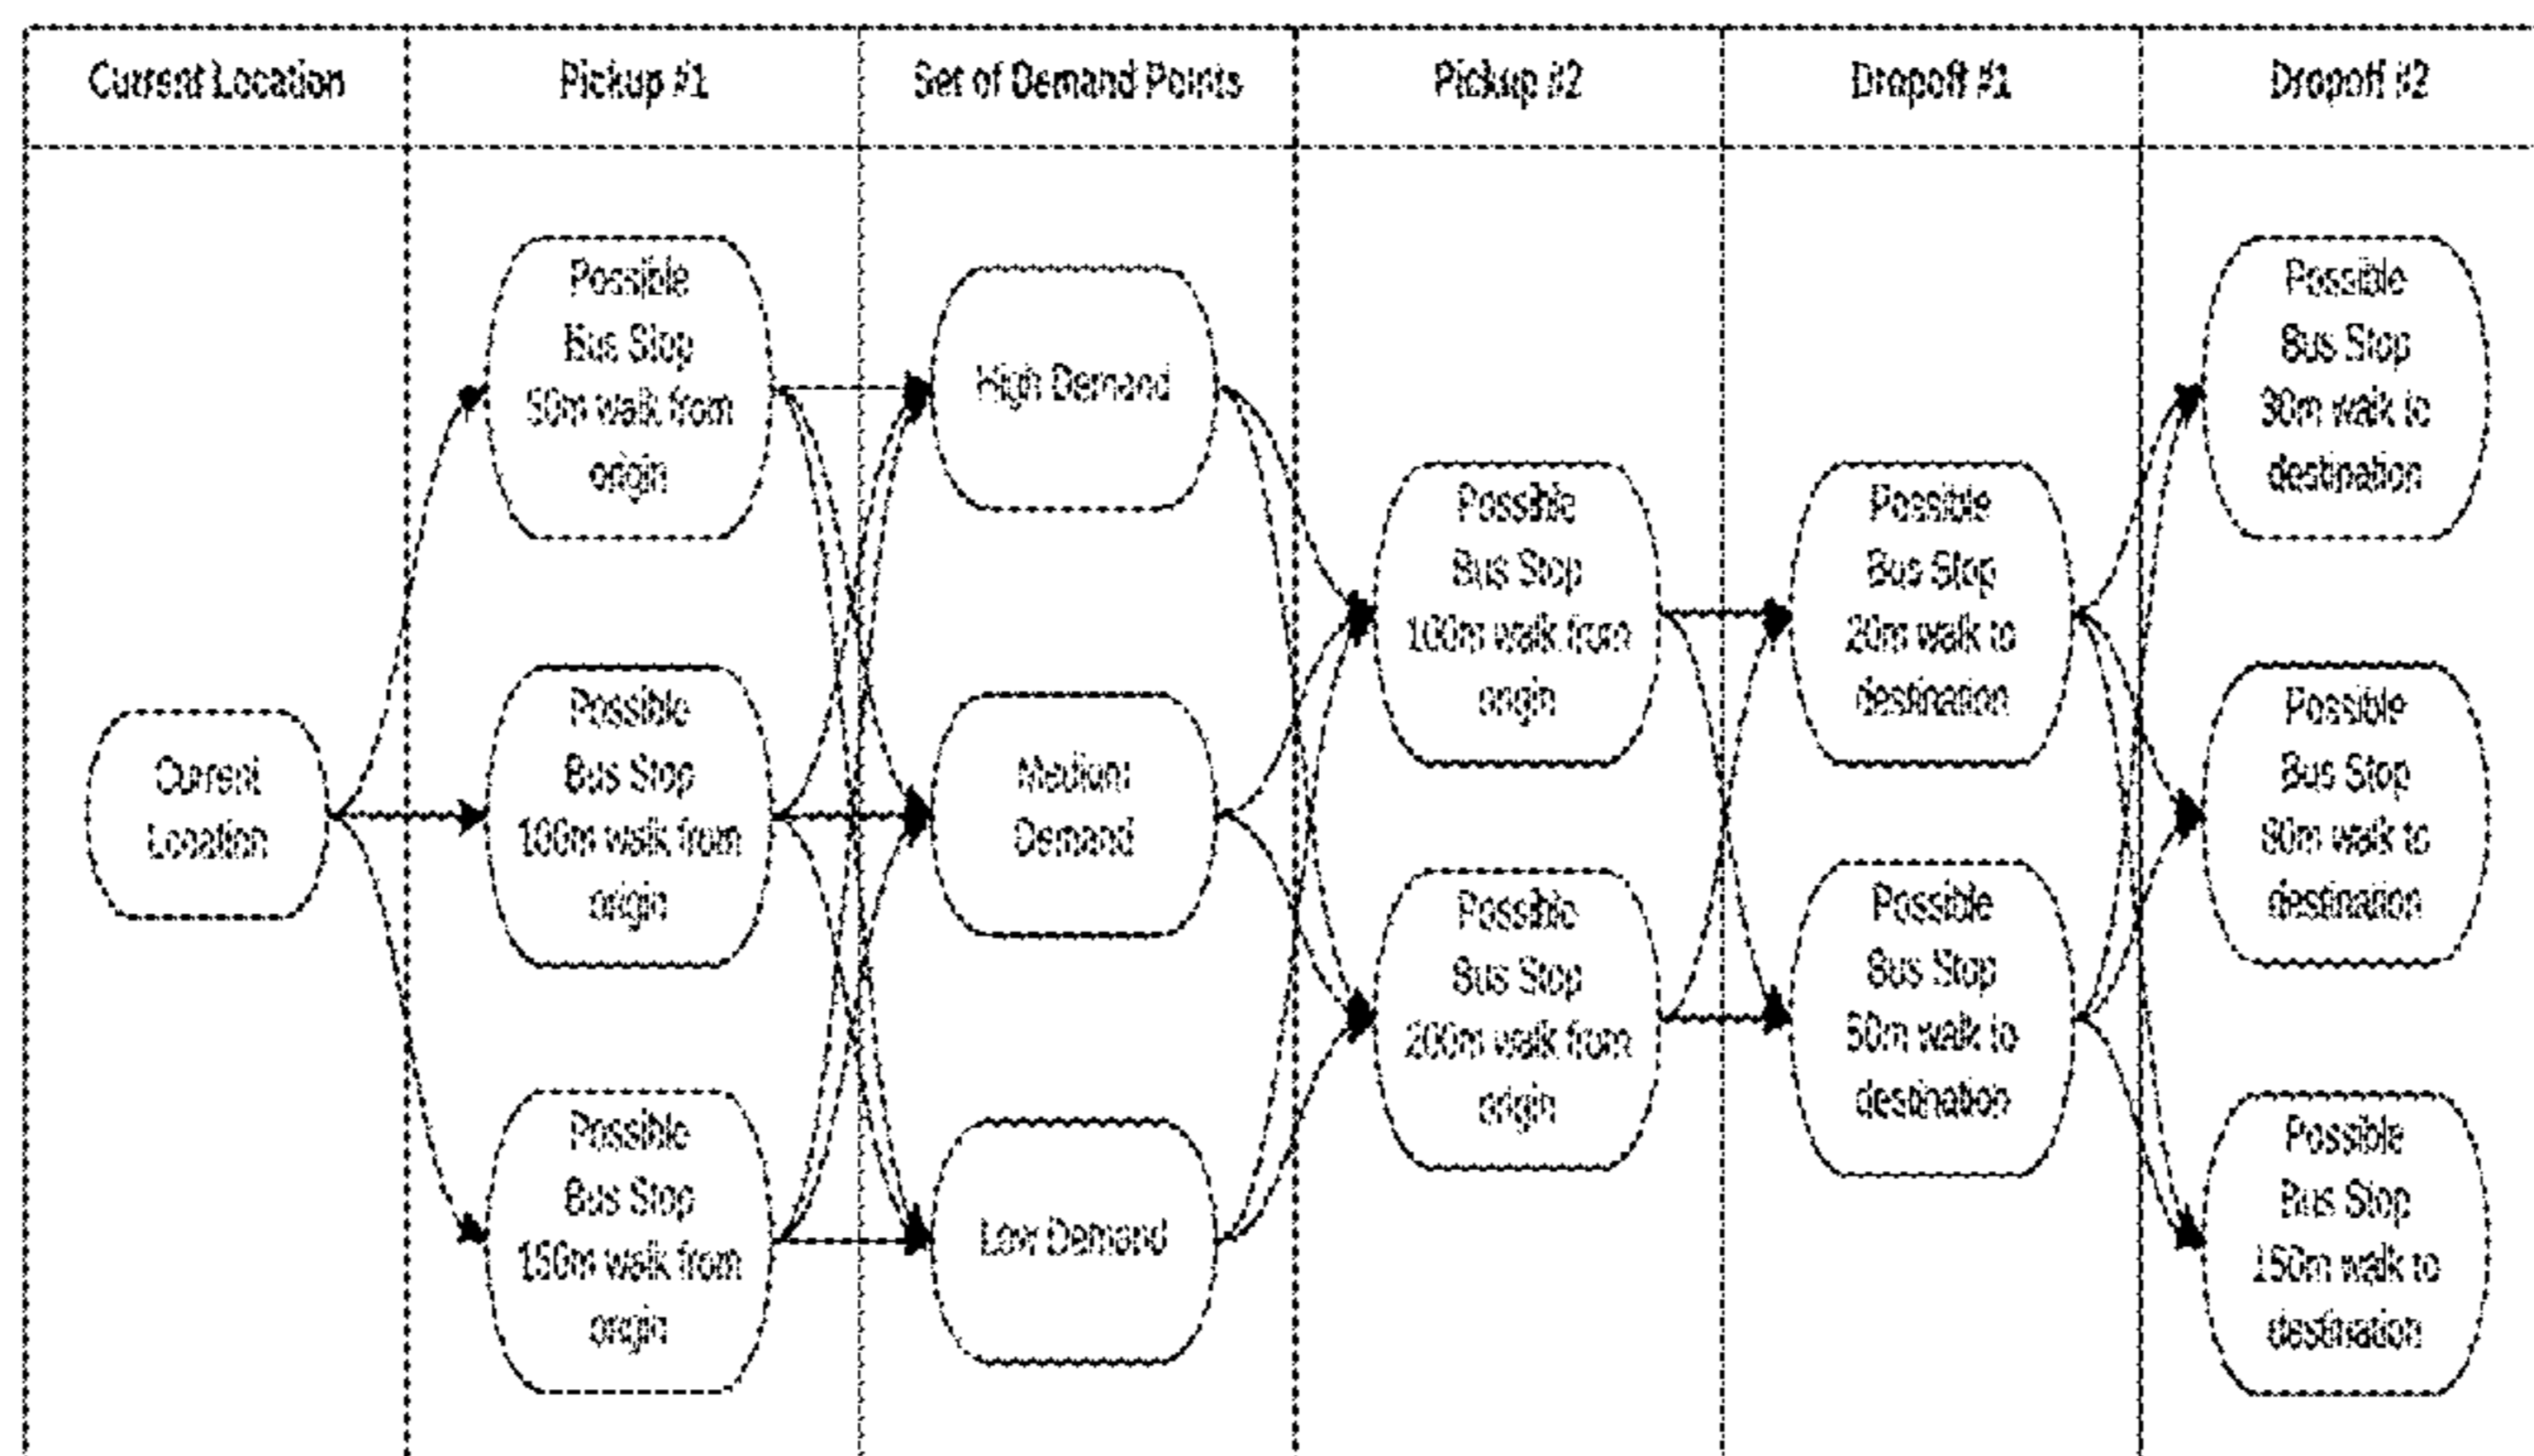 Current Location
Pickup #1
Set of Demand Points
Pickup #2
Dropoff #1
Dropoff #2
Current
Location
Possible
Bus Stop
50m walk from
origin
Possible
Bus Stop
100m walk from
origin
Possible
Bus Stop
150m walk from
origin
High Demand
Medium
Demand
Low Demand
Possible
Bus Stop
100m walk from
origin
Possible
Bus Stop
200m walk from
origin
Possible
Bus Stop
20m walk to
destination
Possible
Bus Stop
50m walk to
destination
Possible
Bus Stop
30m walk to
destination
Possible
Bus Stop
80m walk to
destination
Possible
Bus Stop
150m walk to
destination